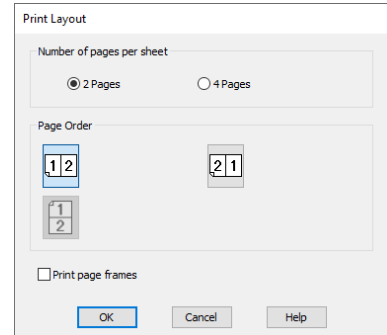 Print Layout
Number of pages per sheet
2 Pages 4 Pages
Page Order
1 2 2 1
1
2
Print page frames
OK Cancel Help